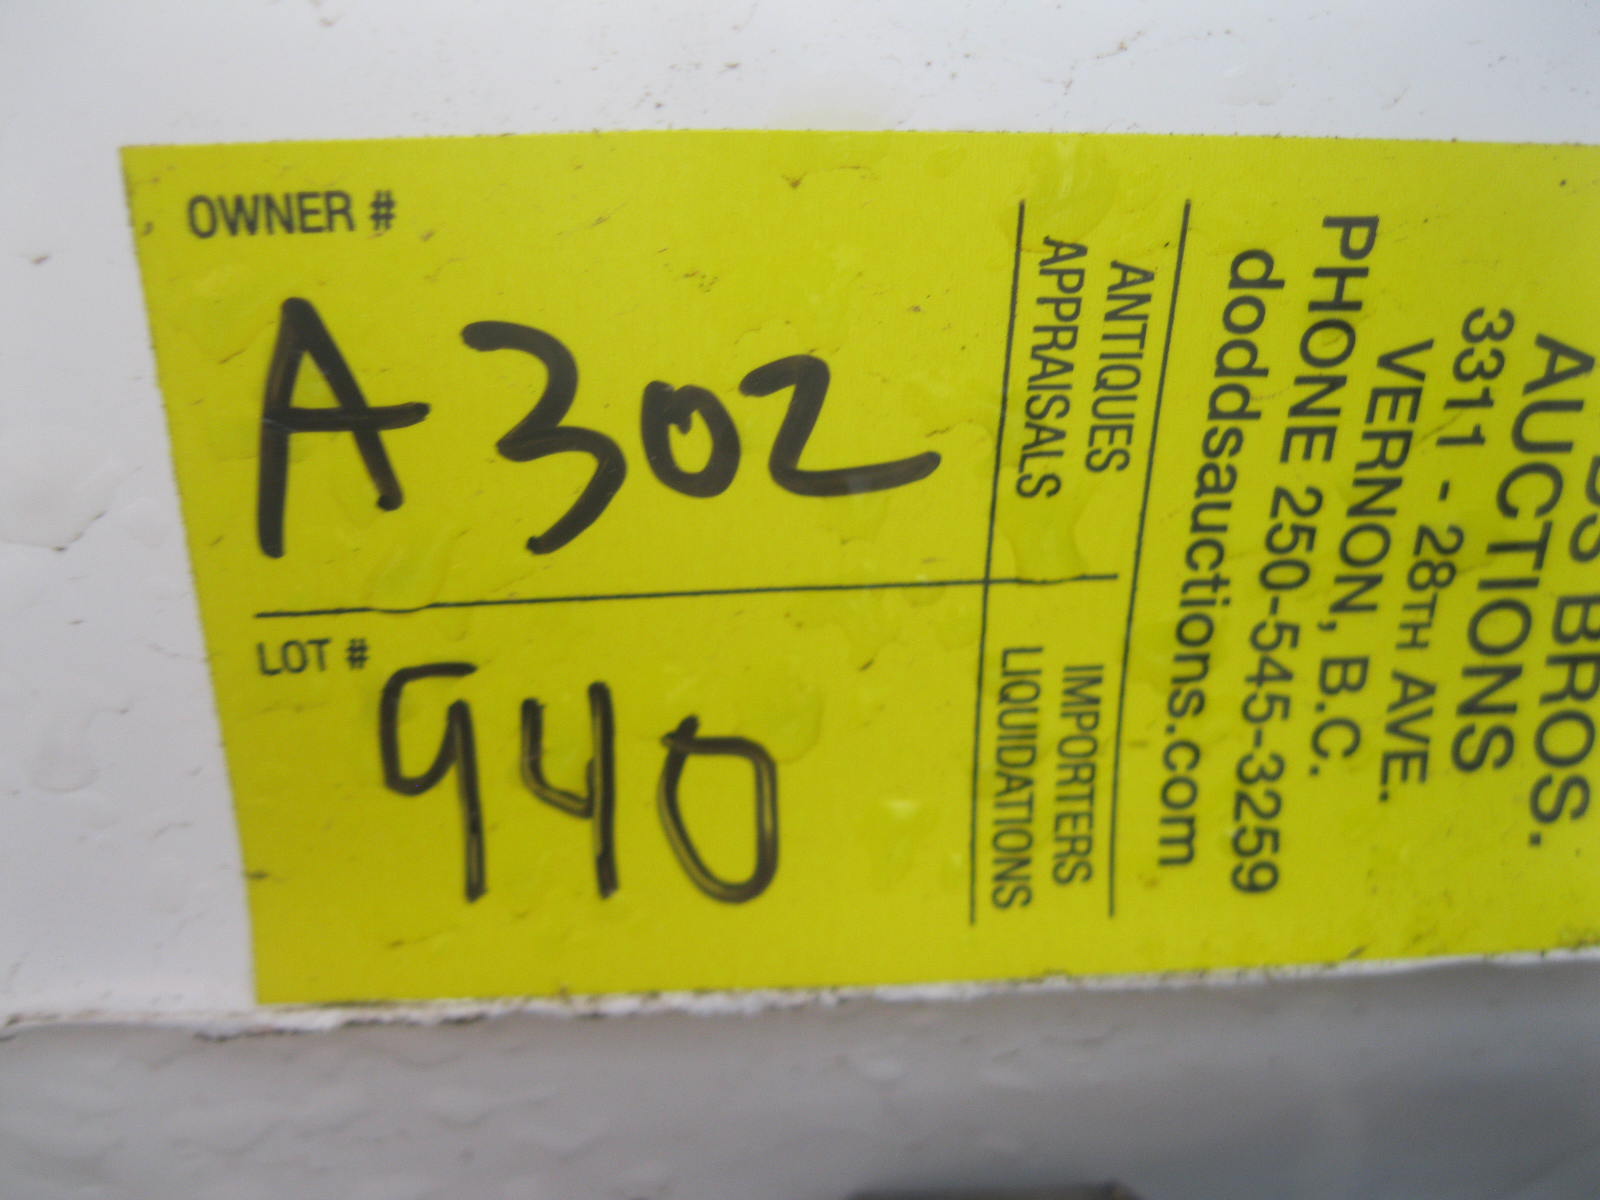 OWNER #
A302
LOT #
940
BROS.
AUCTIONS
3311 - 28TH AVE.
VERNON, B.C.
PHONE 250-545-3259
doddsauctions.com
ANTIQUES
APPRAISALS
IMPORTERS
LIQUIDATIONS